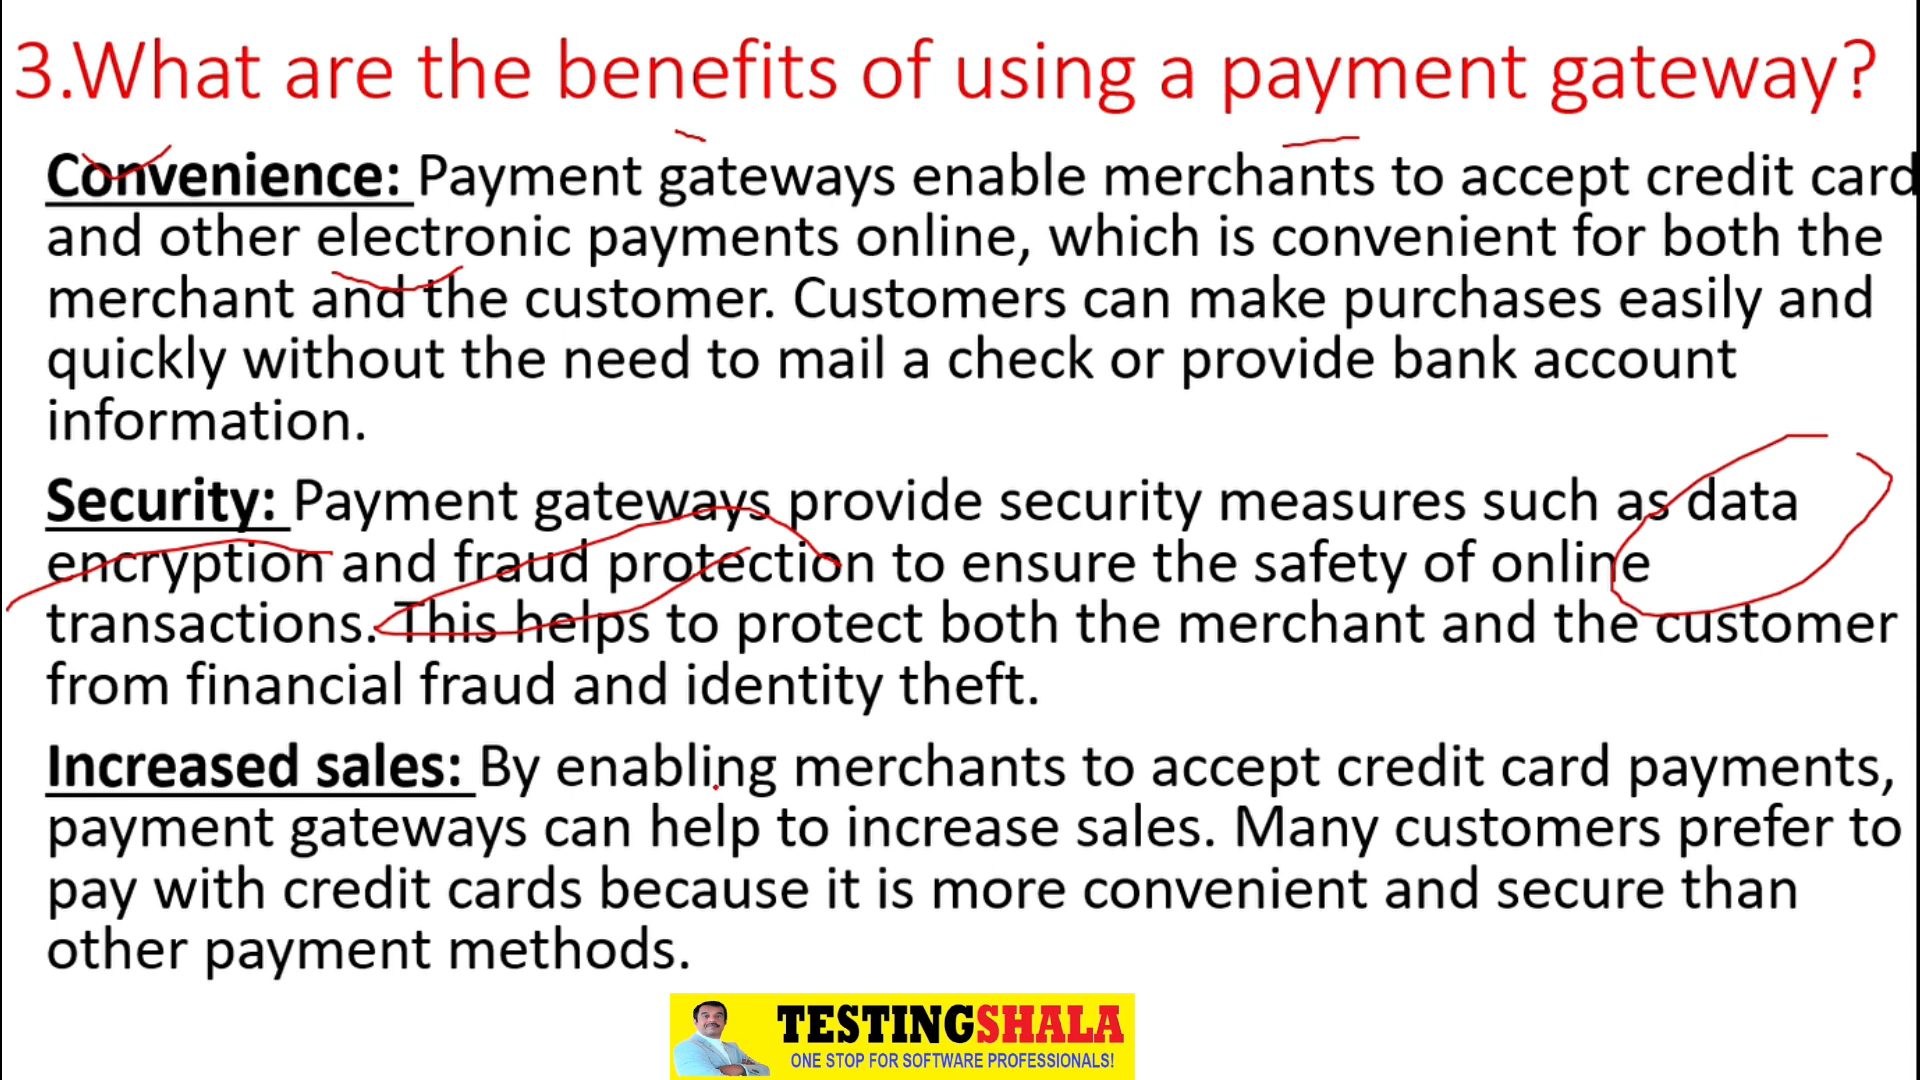 3.What are the benefits of using a payment gateway?
Convenience: Payment gateways enable merchants to accept credit card
and other electronic payments online, which is convenient for both the
merchant and the customer. Customers can make purchases easily and
quickly without the need to mail a check or provide bank account
information.
Security: Payment gateways provide security measures such as data
encryption and fraud protection to ensure the safety of online
transactions. This helps to protect both the merchant and the customer
from financial fraud and identity theft.
Increased sales: By enabling merchants to accept credit card payments,
payment gateways can help to increase sales. Many customers prefer to
pay with credit cards because it is more convenient and secure than
other payment methods.
TESTINGSHALA
ONE STOP FOR SOFTWARE PROFESSIONALS!